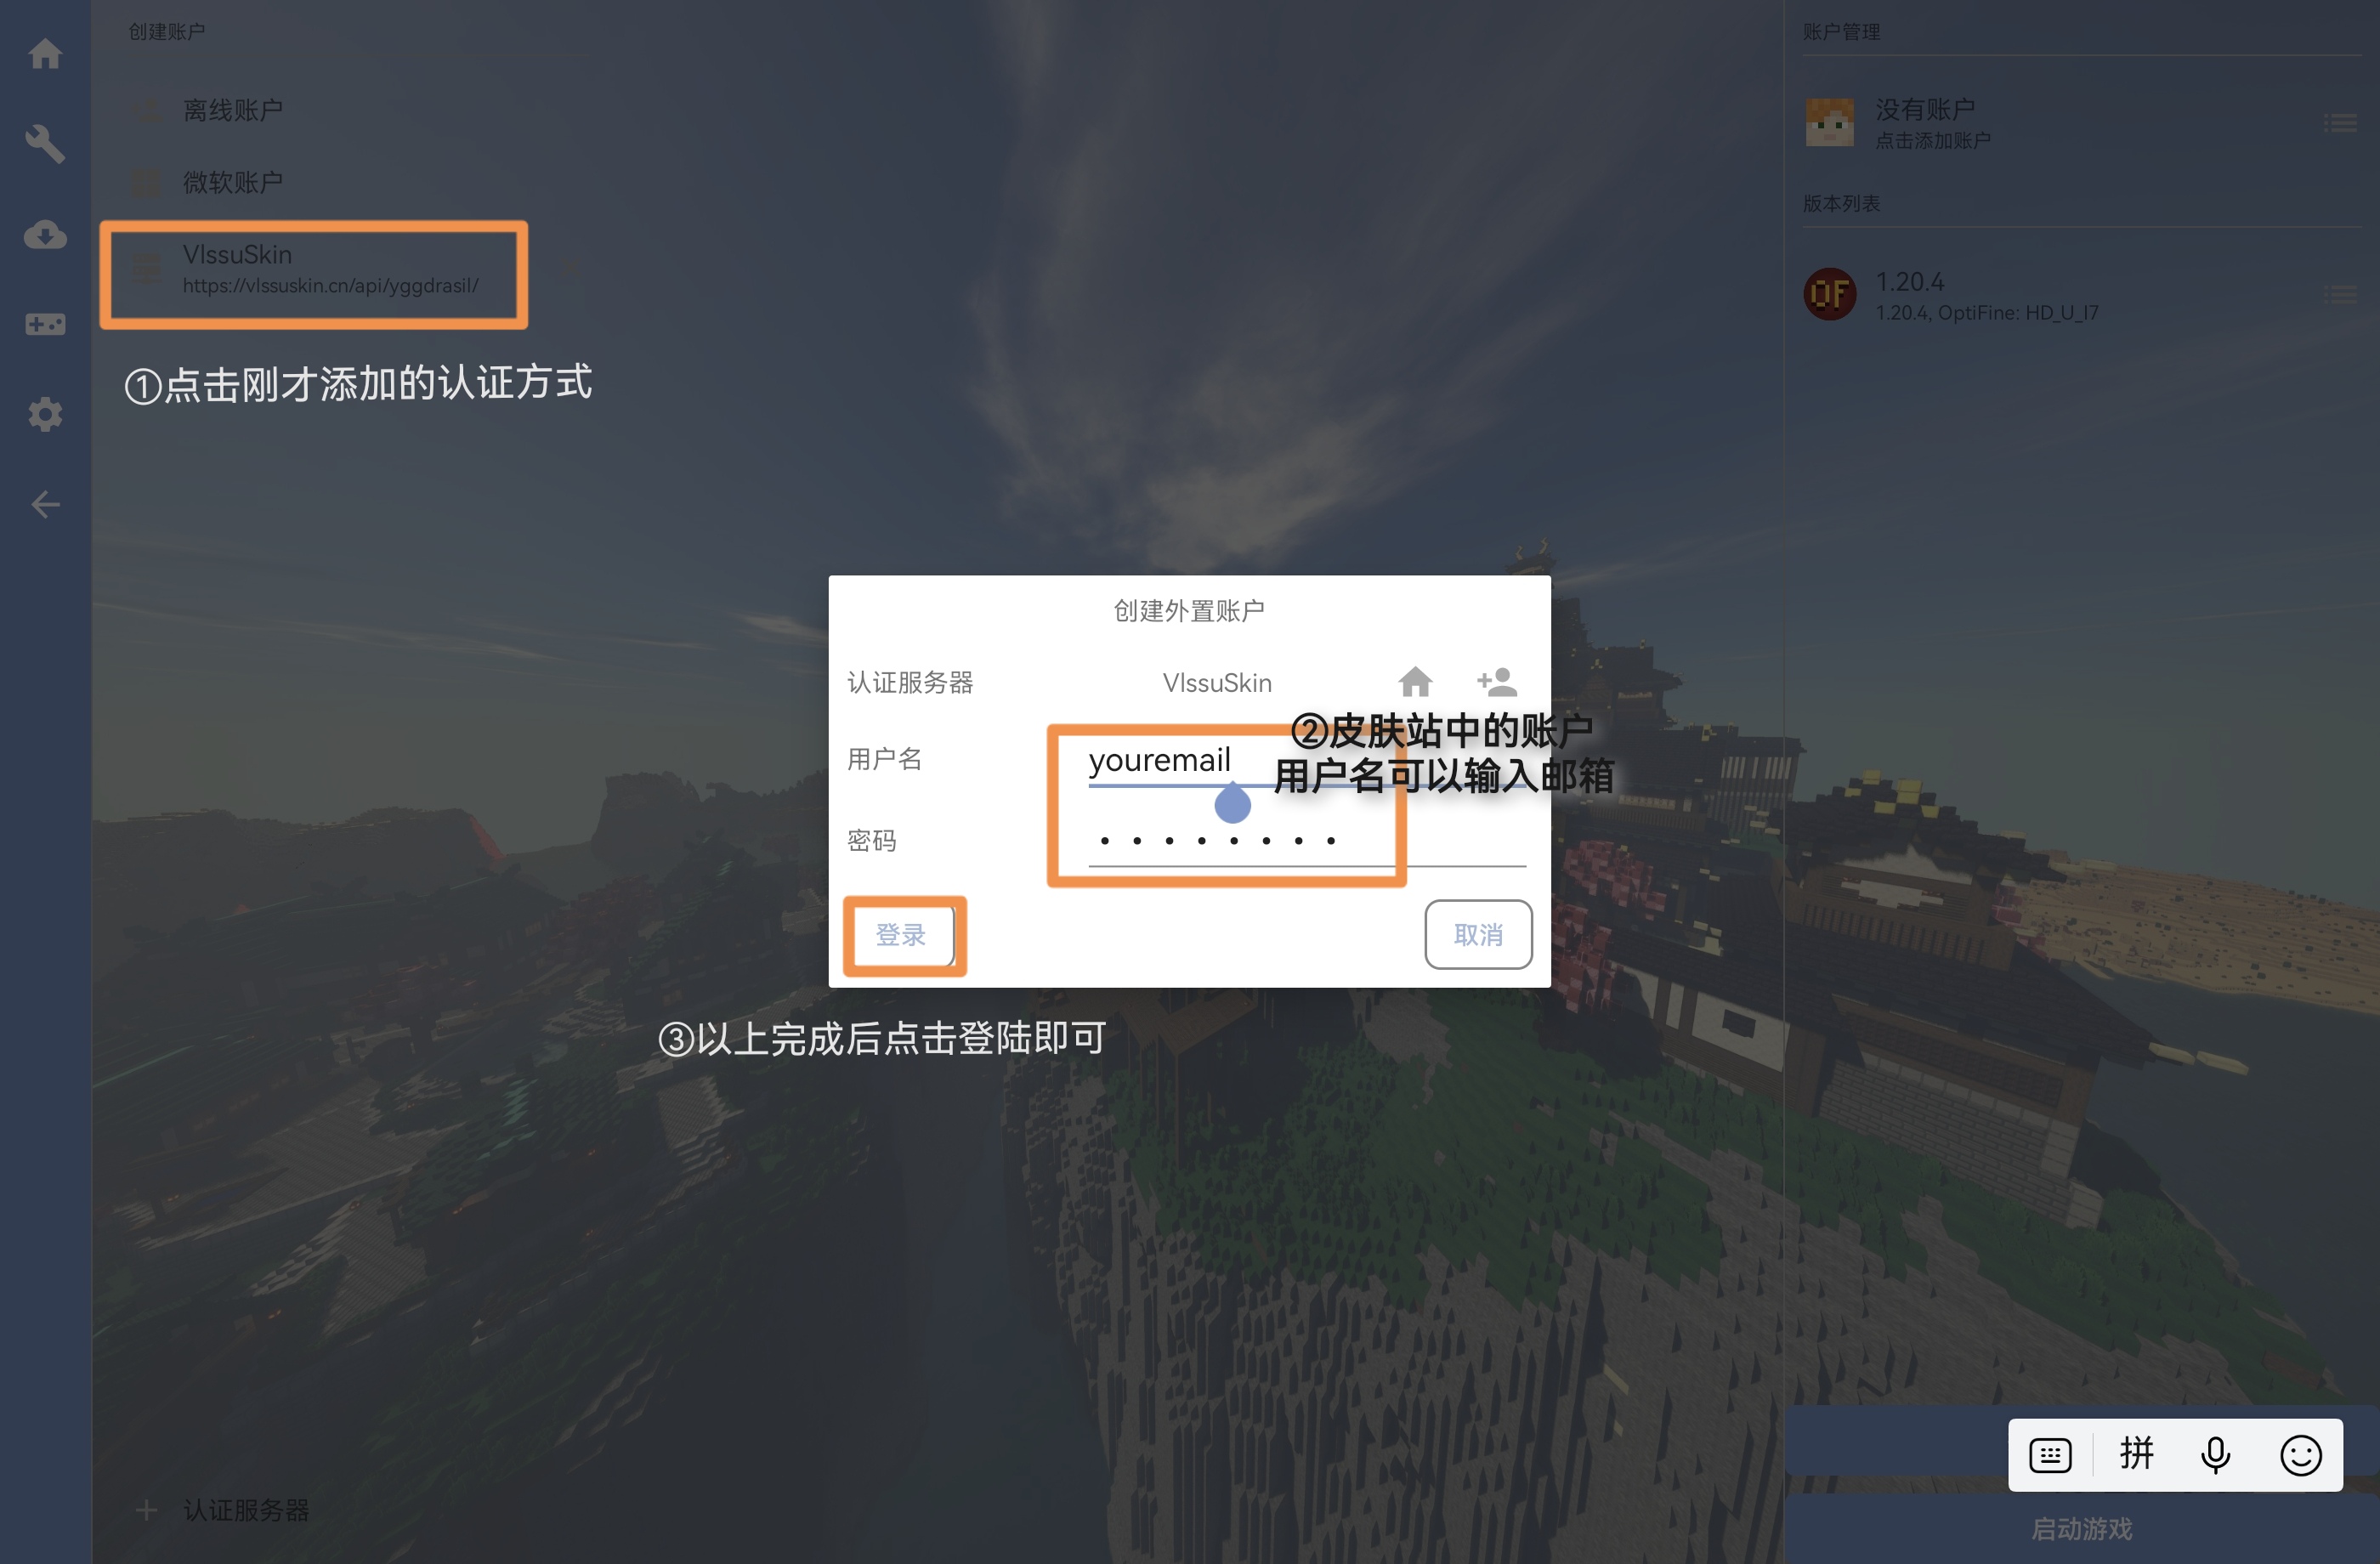 创建账户
离线账户
微软账户
VlssuSkin
https://vlssuskin.cn/api/yggdrasil/
①点击刚才添加的认证方式
创建外置账户
认证服务器
VlssuSkin
②皮肤站中的账户
用户名
youremail
用户名可以输入邮箱
密码
登录
取消
③以上完成后点击登陆即可
认证服务器
账户管理
没有账户
点击添加账户
版本列表
OF
1.20.4
1.20.4, OptiFine: HD_U_I7
拼
启动游戏